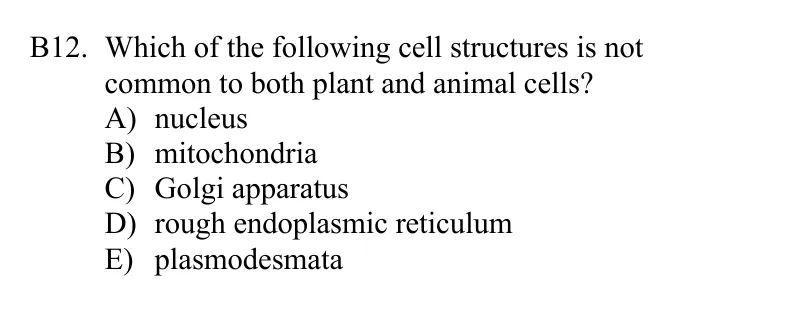 B12. Which of the following cell structures is not
common to both plant and animal cells?
A) nucleus
B) mitochondria
C) Golgi apparatus
D) rough endoplasmic reticulum
E) plasmodesmata